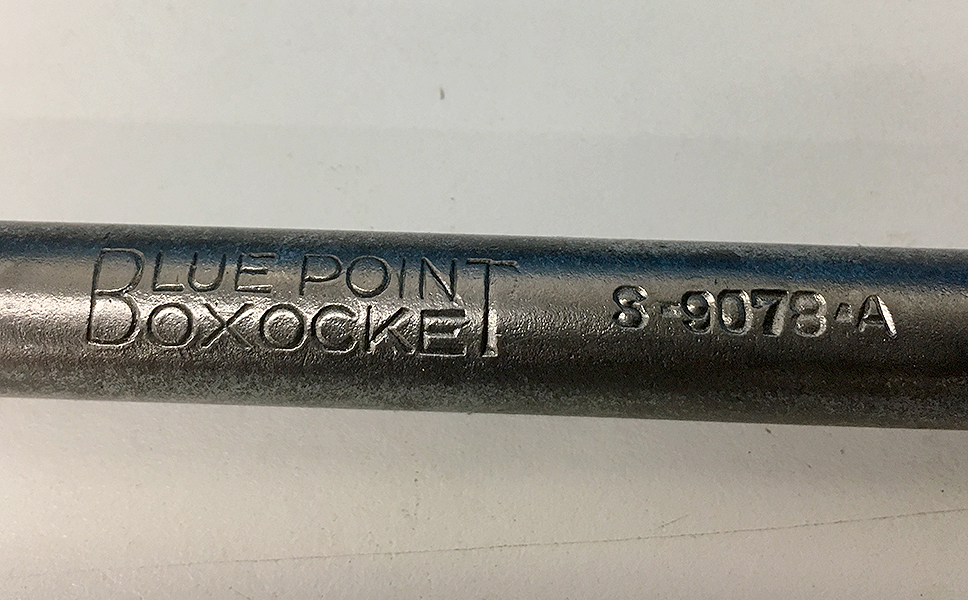 BLUE POINT
BOXOCKET
S-9078-A